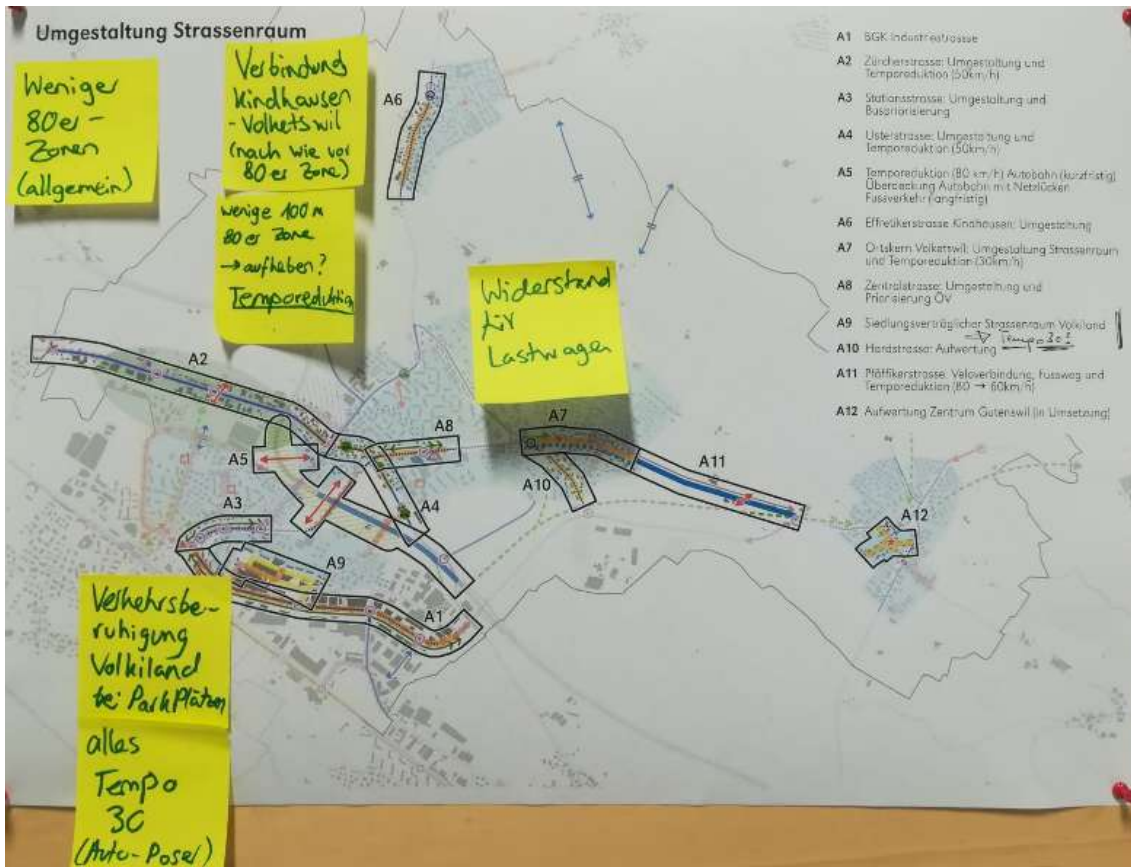 Umgestaltung Strassenraum
Weniger
80er-
Zonen
(allgemein)
Verbindung
Kindhausen
- Volketswil
(nach wie vor
80er Zone)
wenige 100 m
80er Zone
→ aufheben?
Temporeduktion
Widerstand
für
Lastwagen
Verkehrsbe-
ruhigung
Volkiland
bei ParkPlätzen
alles
Tempo
30
(Auto-Poser)
A6
A2
A8
A7
A5
A10
A11
A3
A4
A12
A9
A1
A1 BGK Industriestrasse
A2 Zürcherstrasse: Umgestaltung und
Temporeduktion (50km/h)
A3 Stationsstrasse: Umgestaltung und
Buspriorisierung
A4 Usterstrasse: Umgestaltung und
Temporeduktion (50km/h)
A5 Temporeduktion (80 km/h) Autobahn (kurzfristig)
Überdeckung Autobahn mit Netzlücken
Fussverkehr (langfristig)
A6 Effretikerstrasse Kindhausen: Umgestaltung
A7 Ortskern Volketswil: Umgestaltung Strassenraum
und Temporeduktion (30km/h)
A8 Zentralstrasse: Umgestaltung und
Priorisierung ÖV
A9 Siedlungsverträglicher Strassenraum Volkiland
→ Tempo 30?
A10 Hardstrasse: Aufwertung
A11 Pfäffikerstrasse: Veloverbindung, Fussweg und
Temporeduktion (80 → 60km/h)
A12 Aufwertung Zentrum Gutenswil (in Umsetzung)